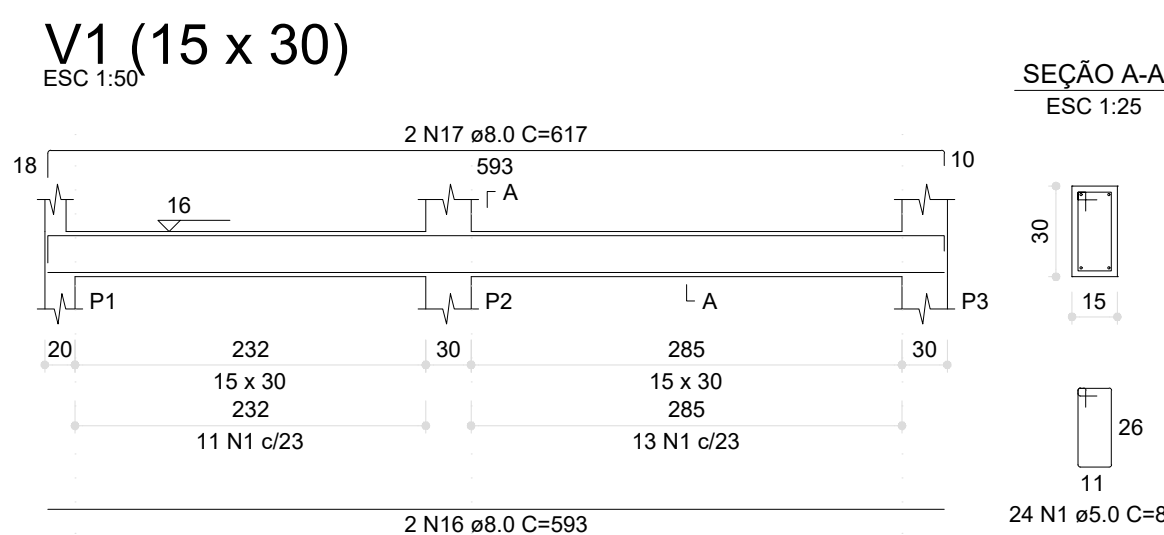 V1 (15 x 30)
ESC 1:50
SEÇÃO A-A
ESC 1:25
2 N17 ø8.0 C=617
18
593
10
A
16
30
P1
P2
A
P3
15
20
232
30
285
30
15 x 30
15 x 30
232
285
11 N1 c/23
13 N1 c/23
26
11
2 N16 ø8.0 C=593
24 N1 ø5.0